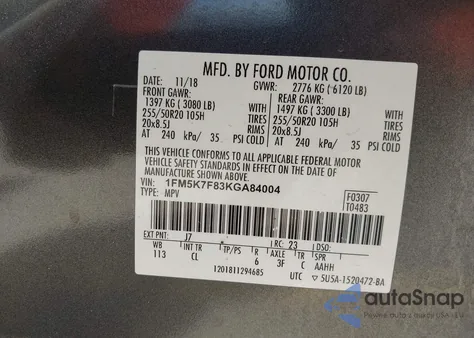 MFD. BY FORD MOTOR CO.
DATE: 11/18 GVWR: 2776 KG (6120 LB)
FRONT GAWR: REAR GAWR:
1397 KG (3080 LB) 1497 KG (3300 LB)
255/50R20 105H TIRES 255/50R20 105H TIRES
20x8.5J RIMS 20x8.5J RIMS
AT 240 kPa/ 35 PSI COLD AT 240 kPa/ 35 PSI COLD
THIS VEHICLE CONFORMS TO ALL APPLICABLE FEDERAL MOTOR
VEHICLE SAFETY STANDARDS IN EFFECT ON THE DATE OF
MANUFACTURE SHOWN ABOVE.
VIN: 1FM5K7F83KGA84004
TYPE: MPV
F0307
T0483
EXT PNT: J7 RC: 23 DSO:
WB INT TR TP/PS R AXLE TR SPR
113 CL 6 3F C AAHH
1201811294685 UTC ▽ 5U5A-1520472-BA
autoSnap